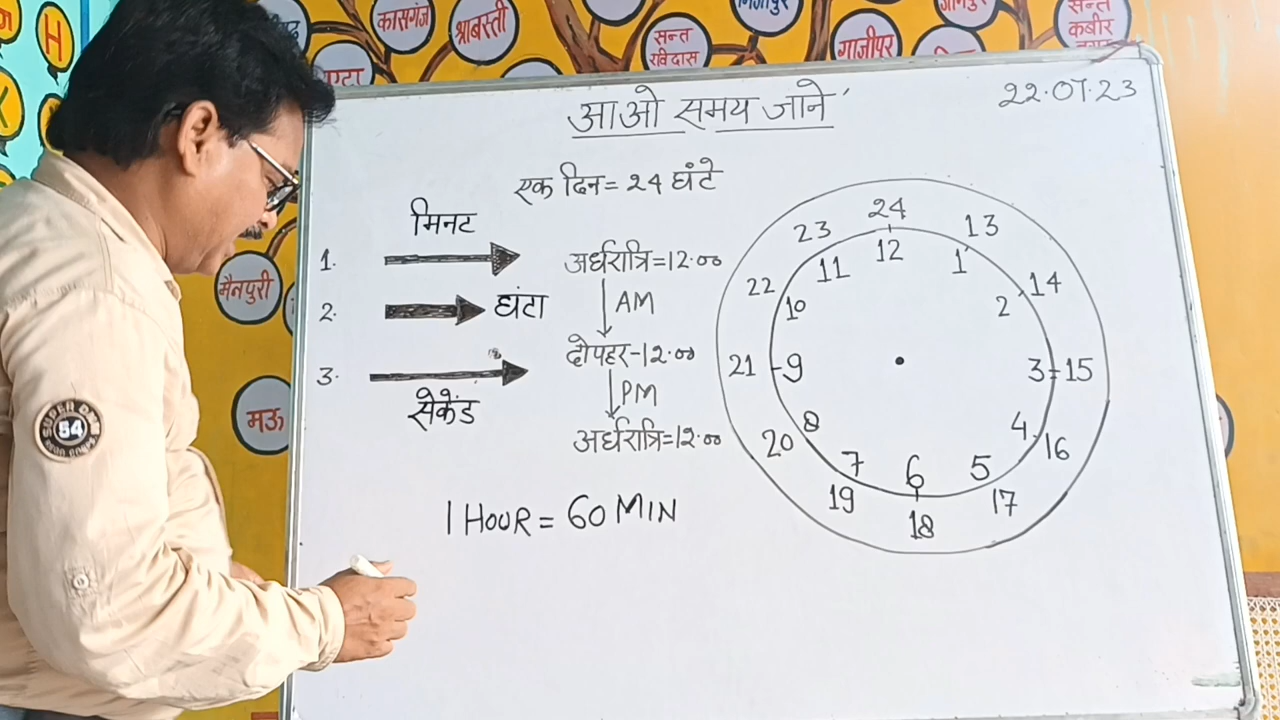 कासगंज
श्रावस्ती
सन्त
रविदास
गाजीपुर
सन्त
कबीर
एटा
H
मैनपुरी
मऊ
SUPER
54
22.07.23
आओ समय जाने
एक दिन = 24 घंटे
मिनट
1.
2. घंटा
3.
सेकेंड
अर्धरात्रि=12.00
AM
दोपहर-12.00
PM
अर्धरात्रि=12.00
1 HOUR = 60 MIN
24
23 13
12
11 1
22 14
10 2
21 9 3 15
8 4
20 16
7 6 5
19 17
18